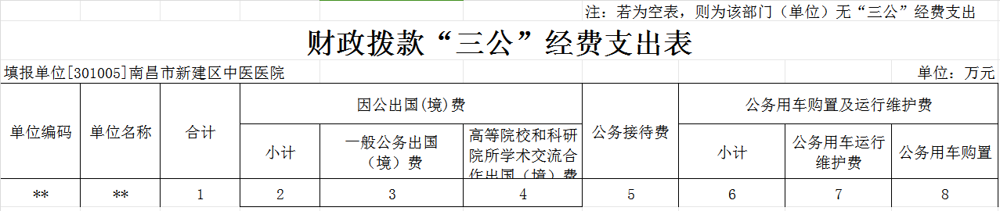 注：若为空表，则为该部门（单位）无“三公”经费支出
财政拨款“三公”经费支出表
填报单位[301005]南昌市新建区中医医院
单位：万元
单位编码
单位名称
合计
因公出国(境)费
公务接待费
公务用车购置及运行维护费
小计
一般公务出国
（境）费
高等院校和科研
院所学术交流合
作出国（境）费
小计
公务用车运行
维护费
公务用车购置
** ** 1 2 3 4 5 6 7 8